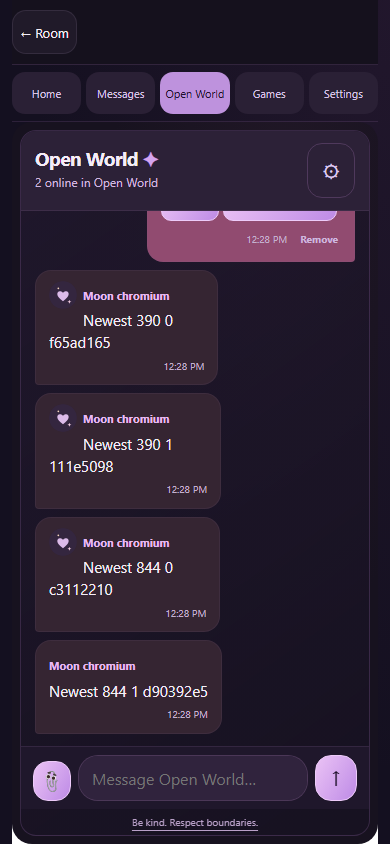 ← Room
Home Messages Open World Games Settings
Open World ✦
2 online in Open World
12:28 PM Remove
Moon chromium
Newest 390 0
f65ad165
12:28 PM
Moon chromium
Newest 390 1
111e5098
12:28 PM
Moon chromium
Newest 844 0
c3112210
12:28 PM
Moon chromium
Newest 844 1 d90392e5
12:28 PM
Message Open World...
↑
Be kind. Respect boundaries.